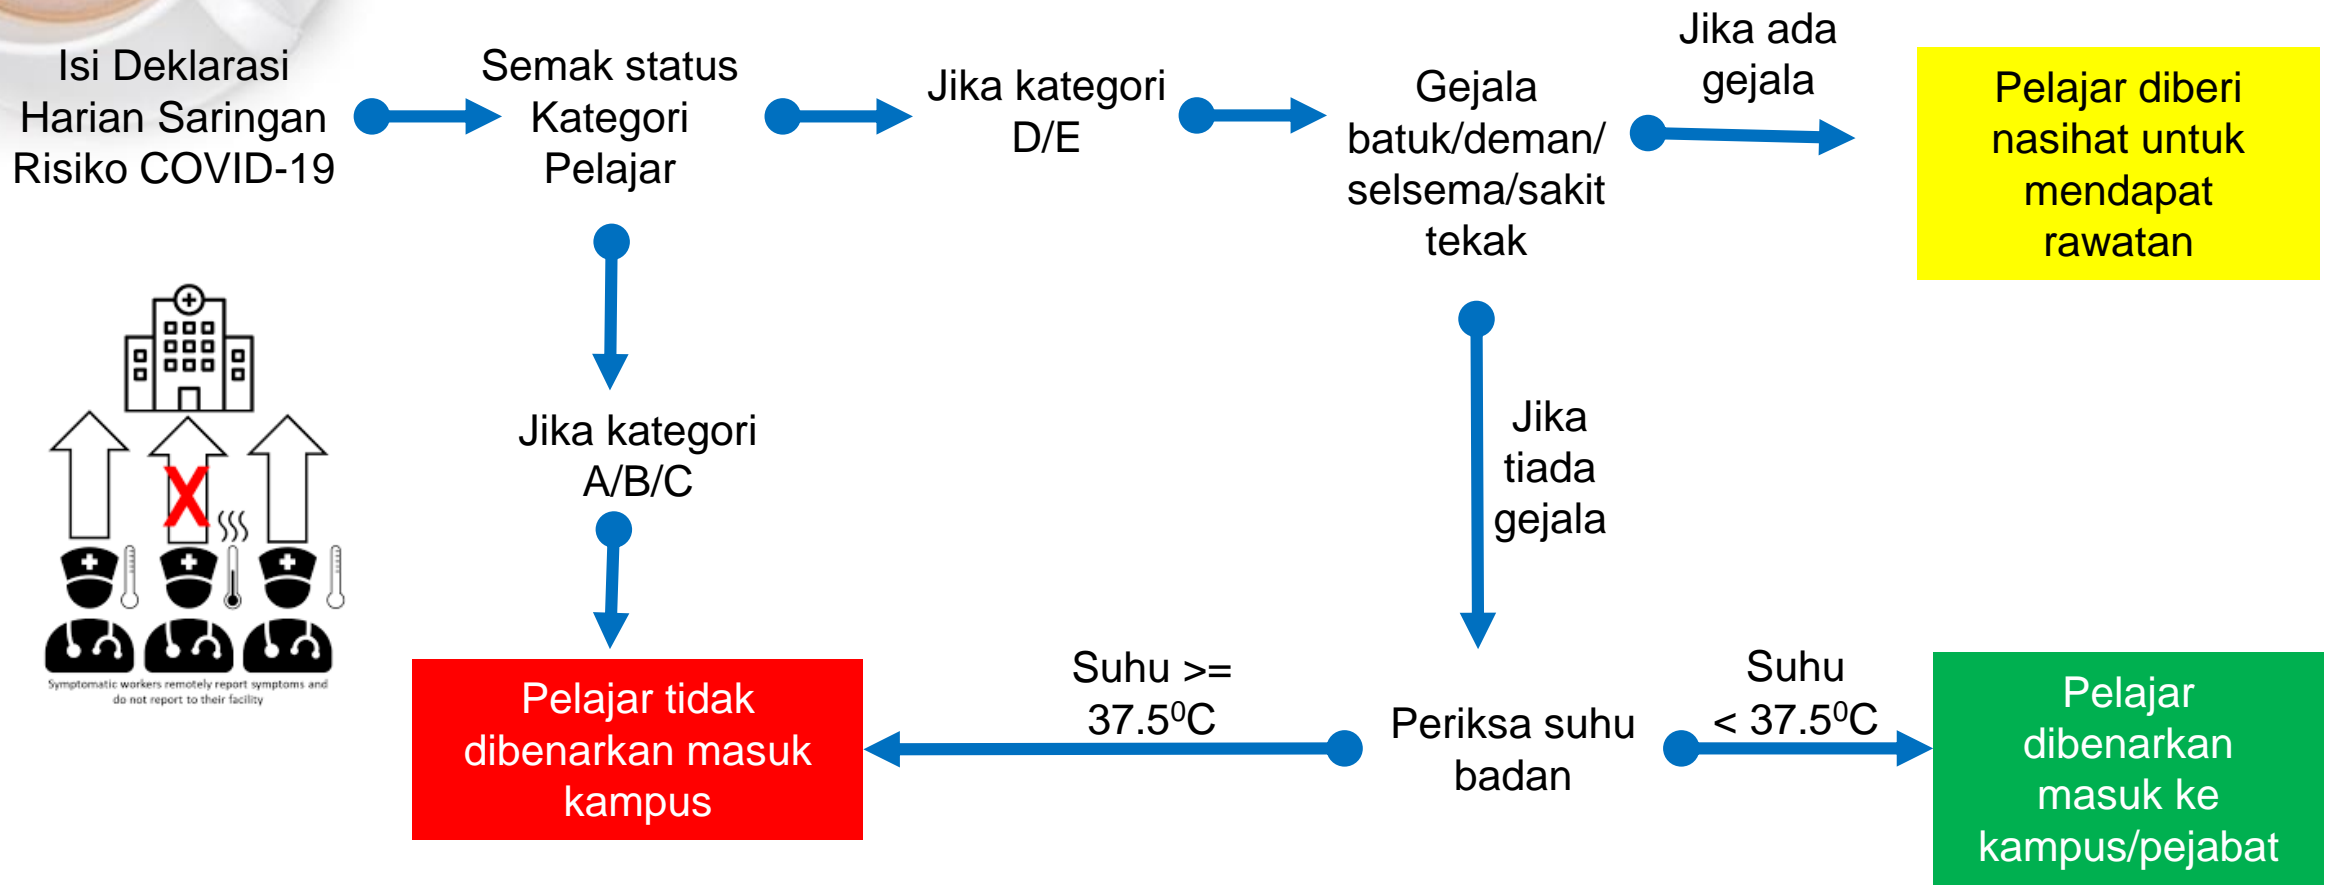 Isi Deklarasi
Harian Saringan
Risiko COVID-19
Semak status
Kategori
Pelajar
Jika kategori
D/E
Gejala
batuk/deman/
selsema/sakit
tekak
Jika ada
gejala
Pelajar diberi
nasihat untuk
mendapat
rawatan
Jika kategori
A/B/C
Jika
tiada
gejala
X
Symptomatic workers remotely report symptoms and
do not report to their facility
Pelajar tidak
dibenarkan masuk
kampus
Suhu >=
37.5⁰C
Periksa suhu
badan
Suhu
< 37.5⁰C
Pelajar
dibenarkan
masuk ke
kampus/pejabat